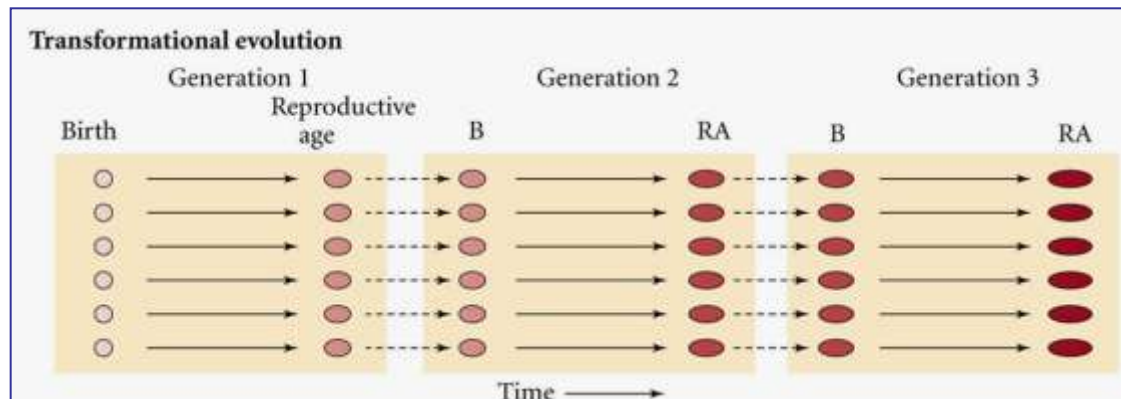 Transformational evolution
Generation 1 Generation 2 Generation 3
Birth Reproductive age B RA B RA
Time